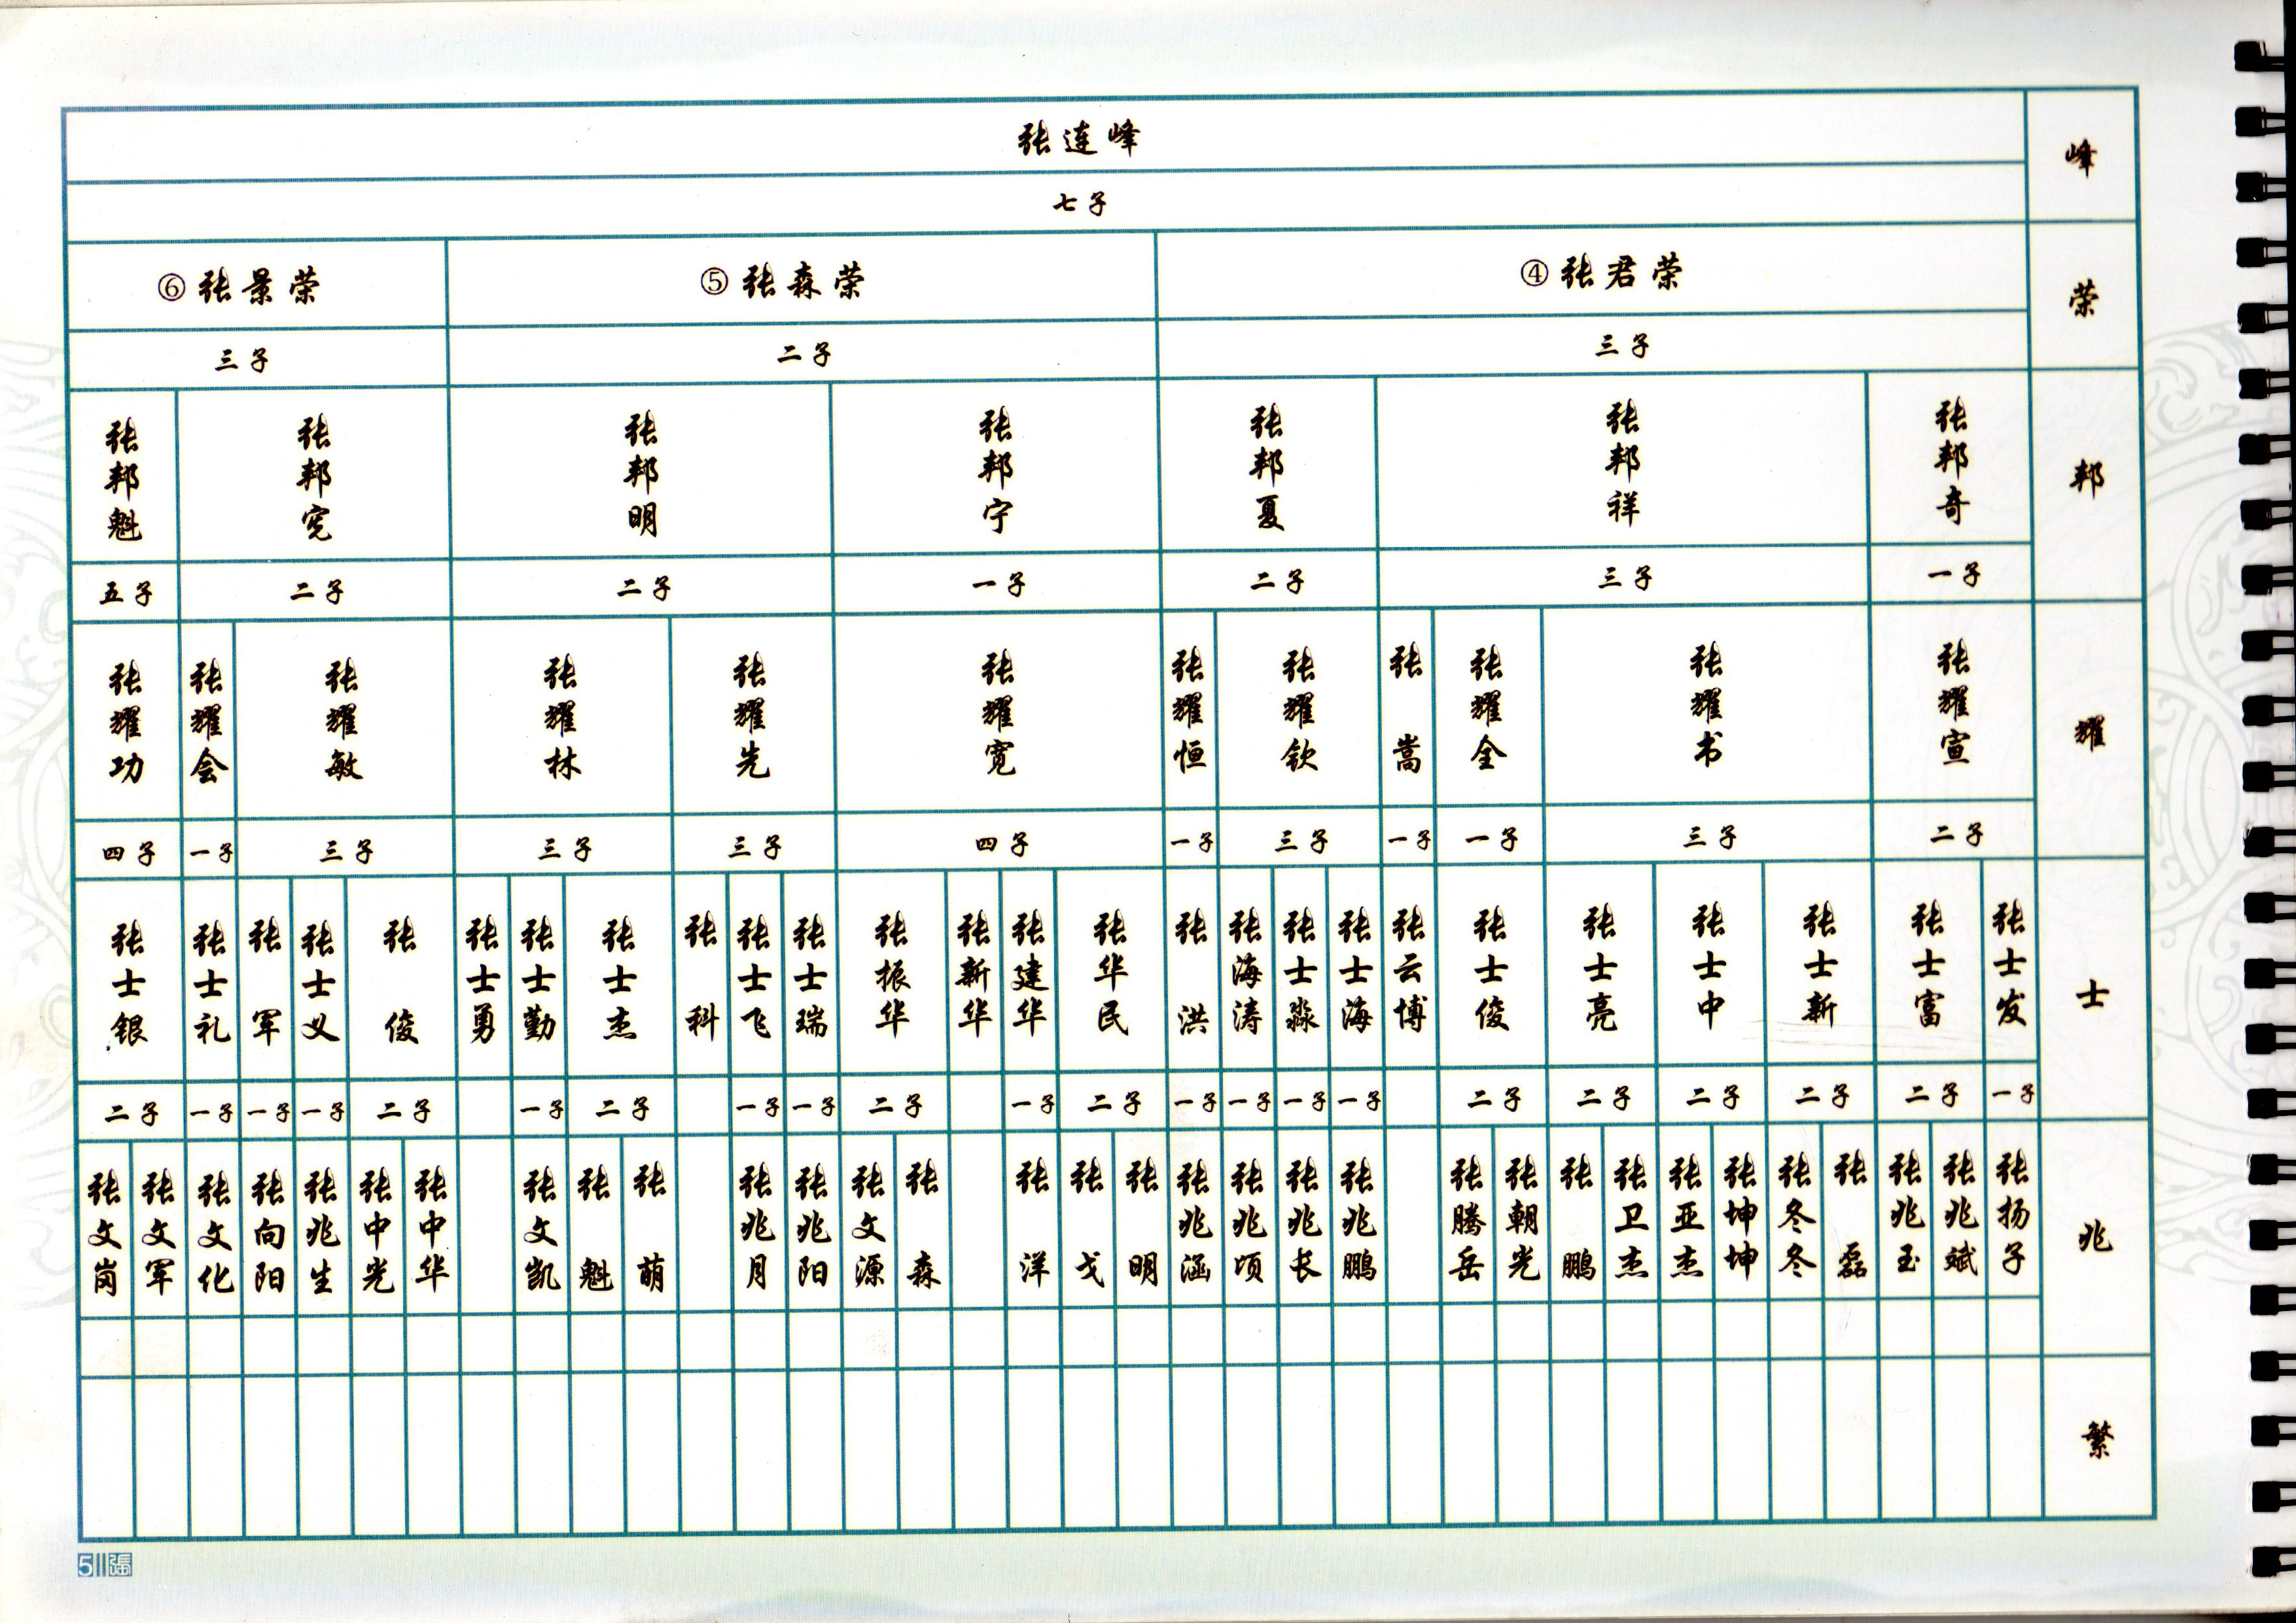 张连峰
峰
七子
④张君荣
⑤张森荣
⑥张景荣
荣
三子
二子
三子
张邦奇
张邦祥
张邦夏
张邦宁
张邦明
张邦宪
张邦魁
邦
一子
三子
二子
一子
二子
二子
五子
张耀宣
张耀书
张耀全
张嵩
张耀钦
张耀恒
张耀宽
张耀先
张耀林
张耀敏
张耀会
张耀功
耀
二子
三子
一子
一子
三子
一子
四子
三子
三子
三子
一子
四子
张士发
张士富
张士新
张士中
张士亮
张士俊
张云博
张士海
张士淼
张海涛
张洪
张华民
张建华
张新华
张振华
张士瑞
张士飞
张科
张士杰
张士勤
张士勇
张俊
张士义
张军
张士礼
张士银
士
一子
二子
二子
二子
二子
二子
一子
一子
一子
一子
二子
一子
二子
一子
一子
二子
一子
二子
一子
一子
一子
二子
张扬子
张兆斌
张兆玉
张磊
张冬冬
张坤坤
张亚杰
张卫杰
张鹏
张朝光
张腾岳
张兆鹏
张兆长
张兆顷
张兆涵
张明
张戈
张洋
张森
张文源
张兆阳
张兆月
张萌
张魁
张文凯
张中华
张中光
张兆生
张向阳
张文化
张文军
张文岗
兆
繁
51 張